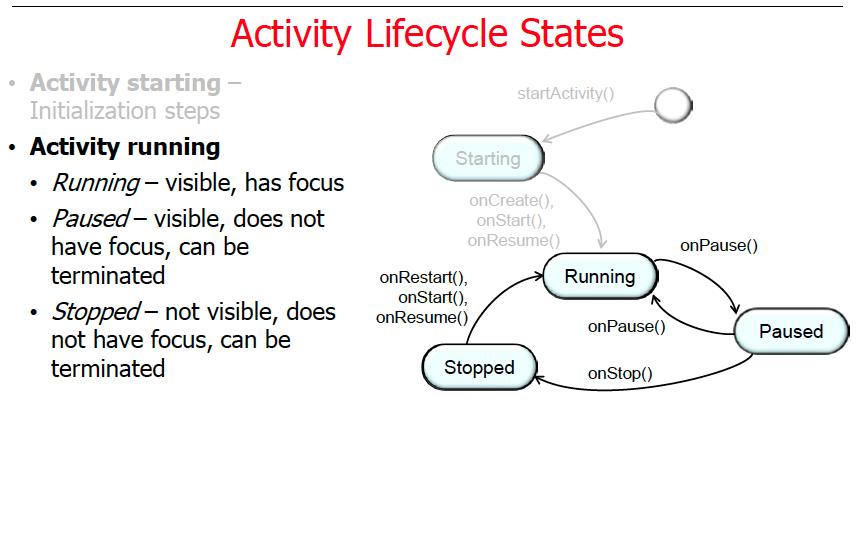 Activity Lifecycle States
• Activity starting –
Initialization steps
• Activity running
• Running – visible, has focus
• Paused – visible, does not
have focus, can be
terminated
• Stopped – not visible, does
not have focus, can be
terminated
startActivity()
Starting
onCreate(),
onStart(),
onResume()
onPause()
Running
onRestart(),
onStart(),
onResume()
onPause()
Paused
Stopped
onStop()